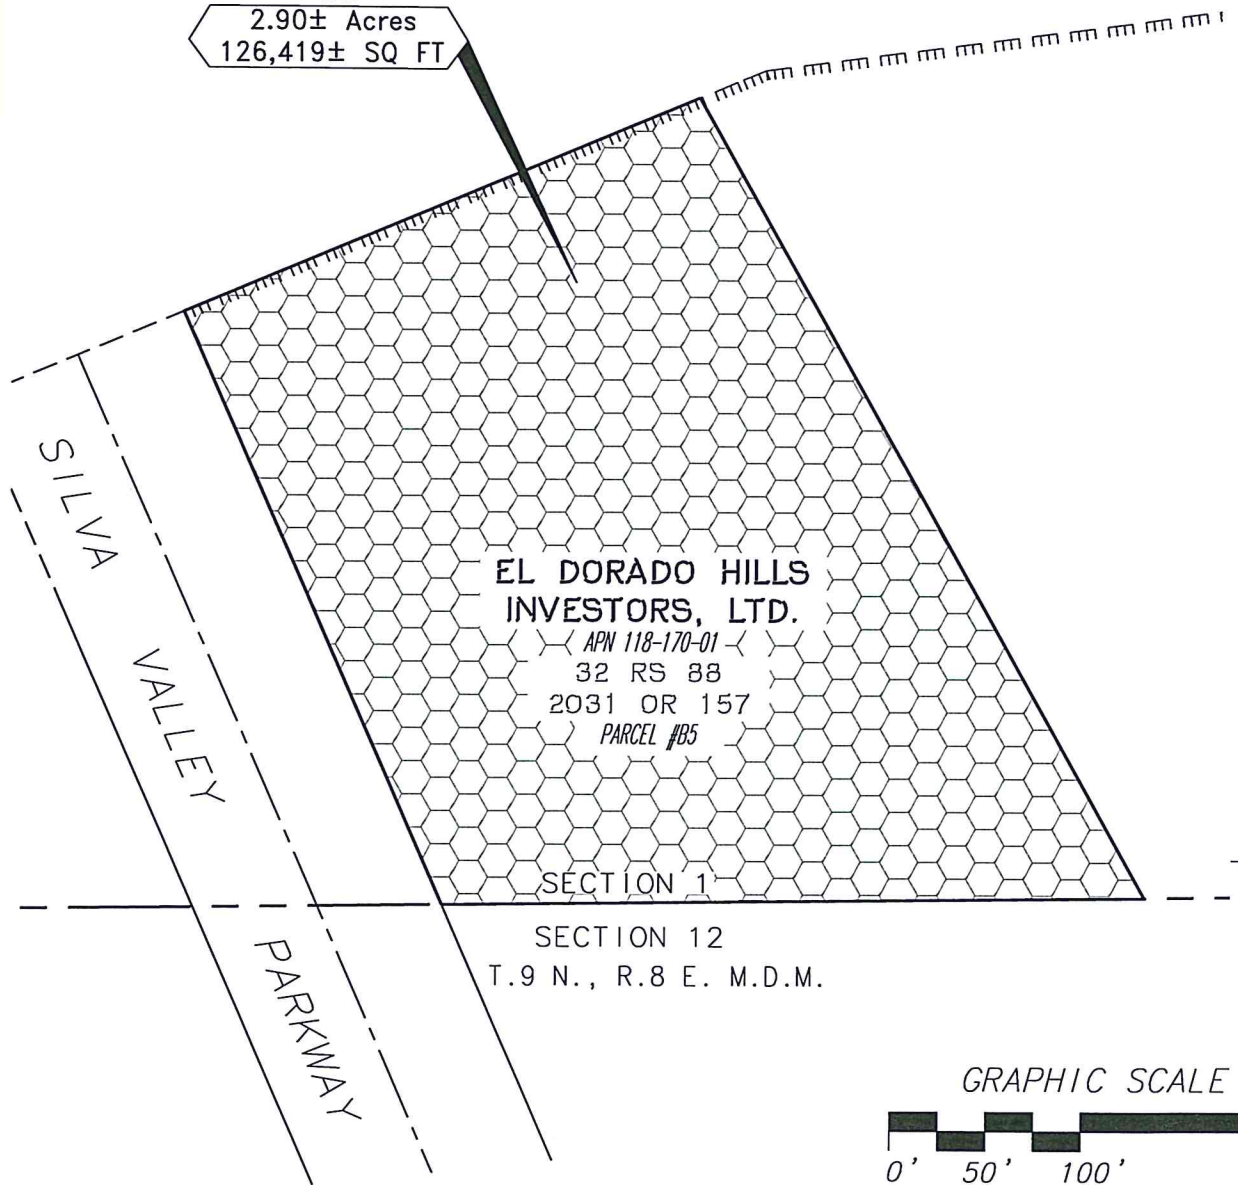 2.90± Acres
126,419± SQ FT
SILVA VALLEY PARKWAY
EL DORADO HILLS
INVESTORS, LTD.
APN 118-170-01
32 RS 88
2031 OR 157
PARCEL #B5
SECTION 1
SECTION 12
T.9 N., R.8 E. M.D.M.
GRAPHIC SCALE
0' 50' 100'